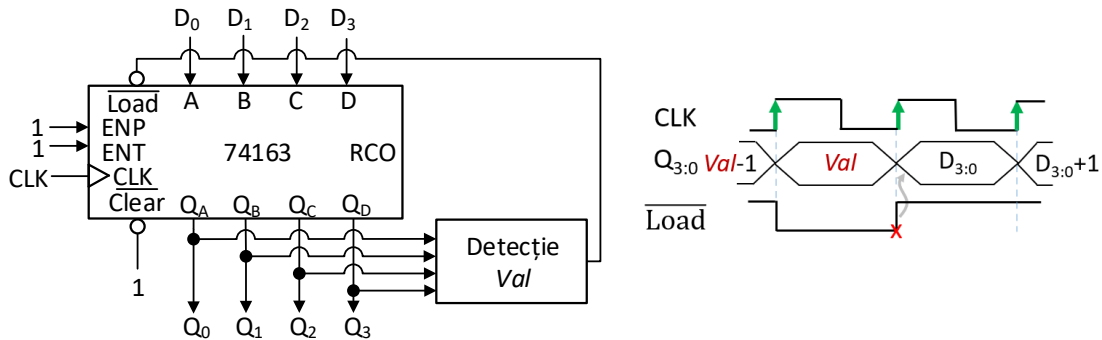 D0 D1 D2 D3
Load A B C D
1 ENP
1 ENT 74163 RCO
CLK CLK
Clear QA QB QC QD
1
Detecție
Val
Q0 Q1 Q2 Q3
CLK
Q3:0 Val-1 Val D3:0 D3:0+1
Load